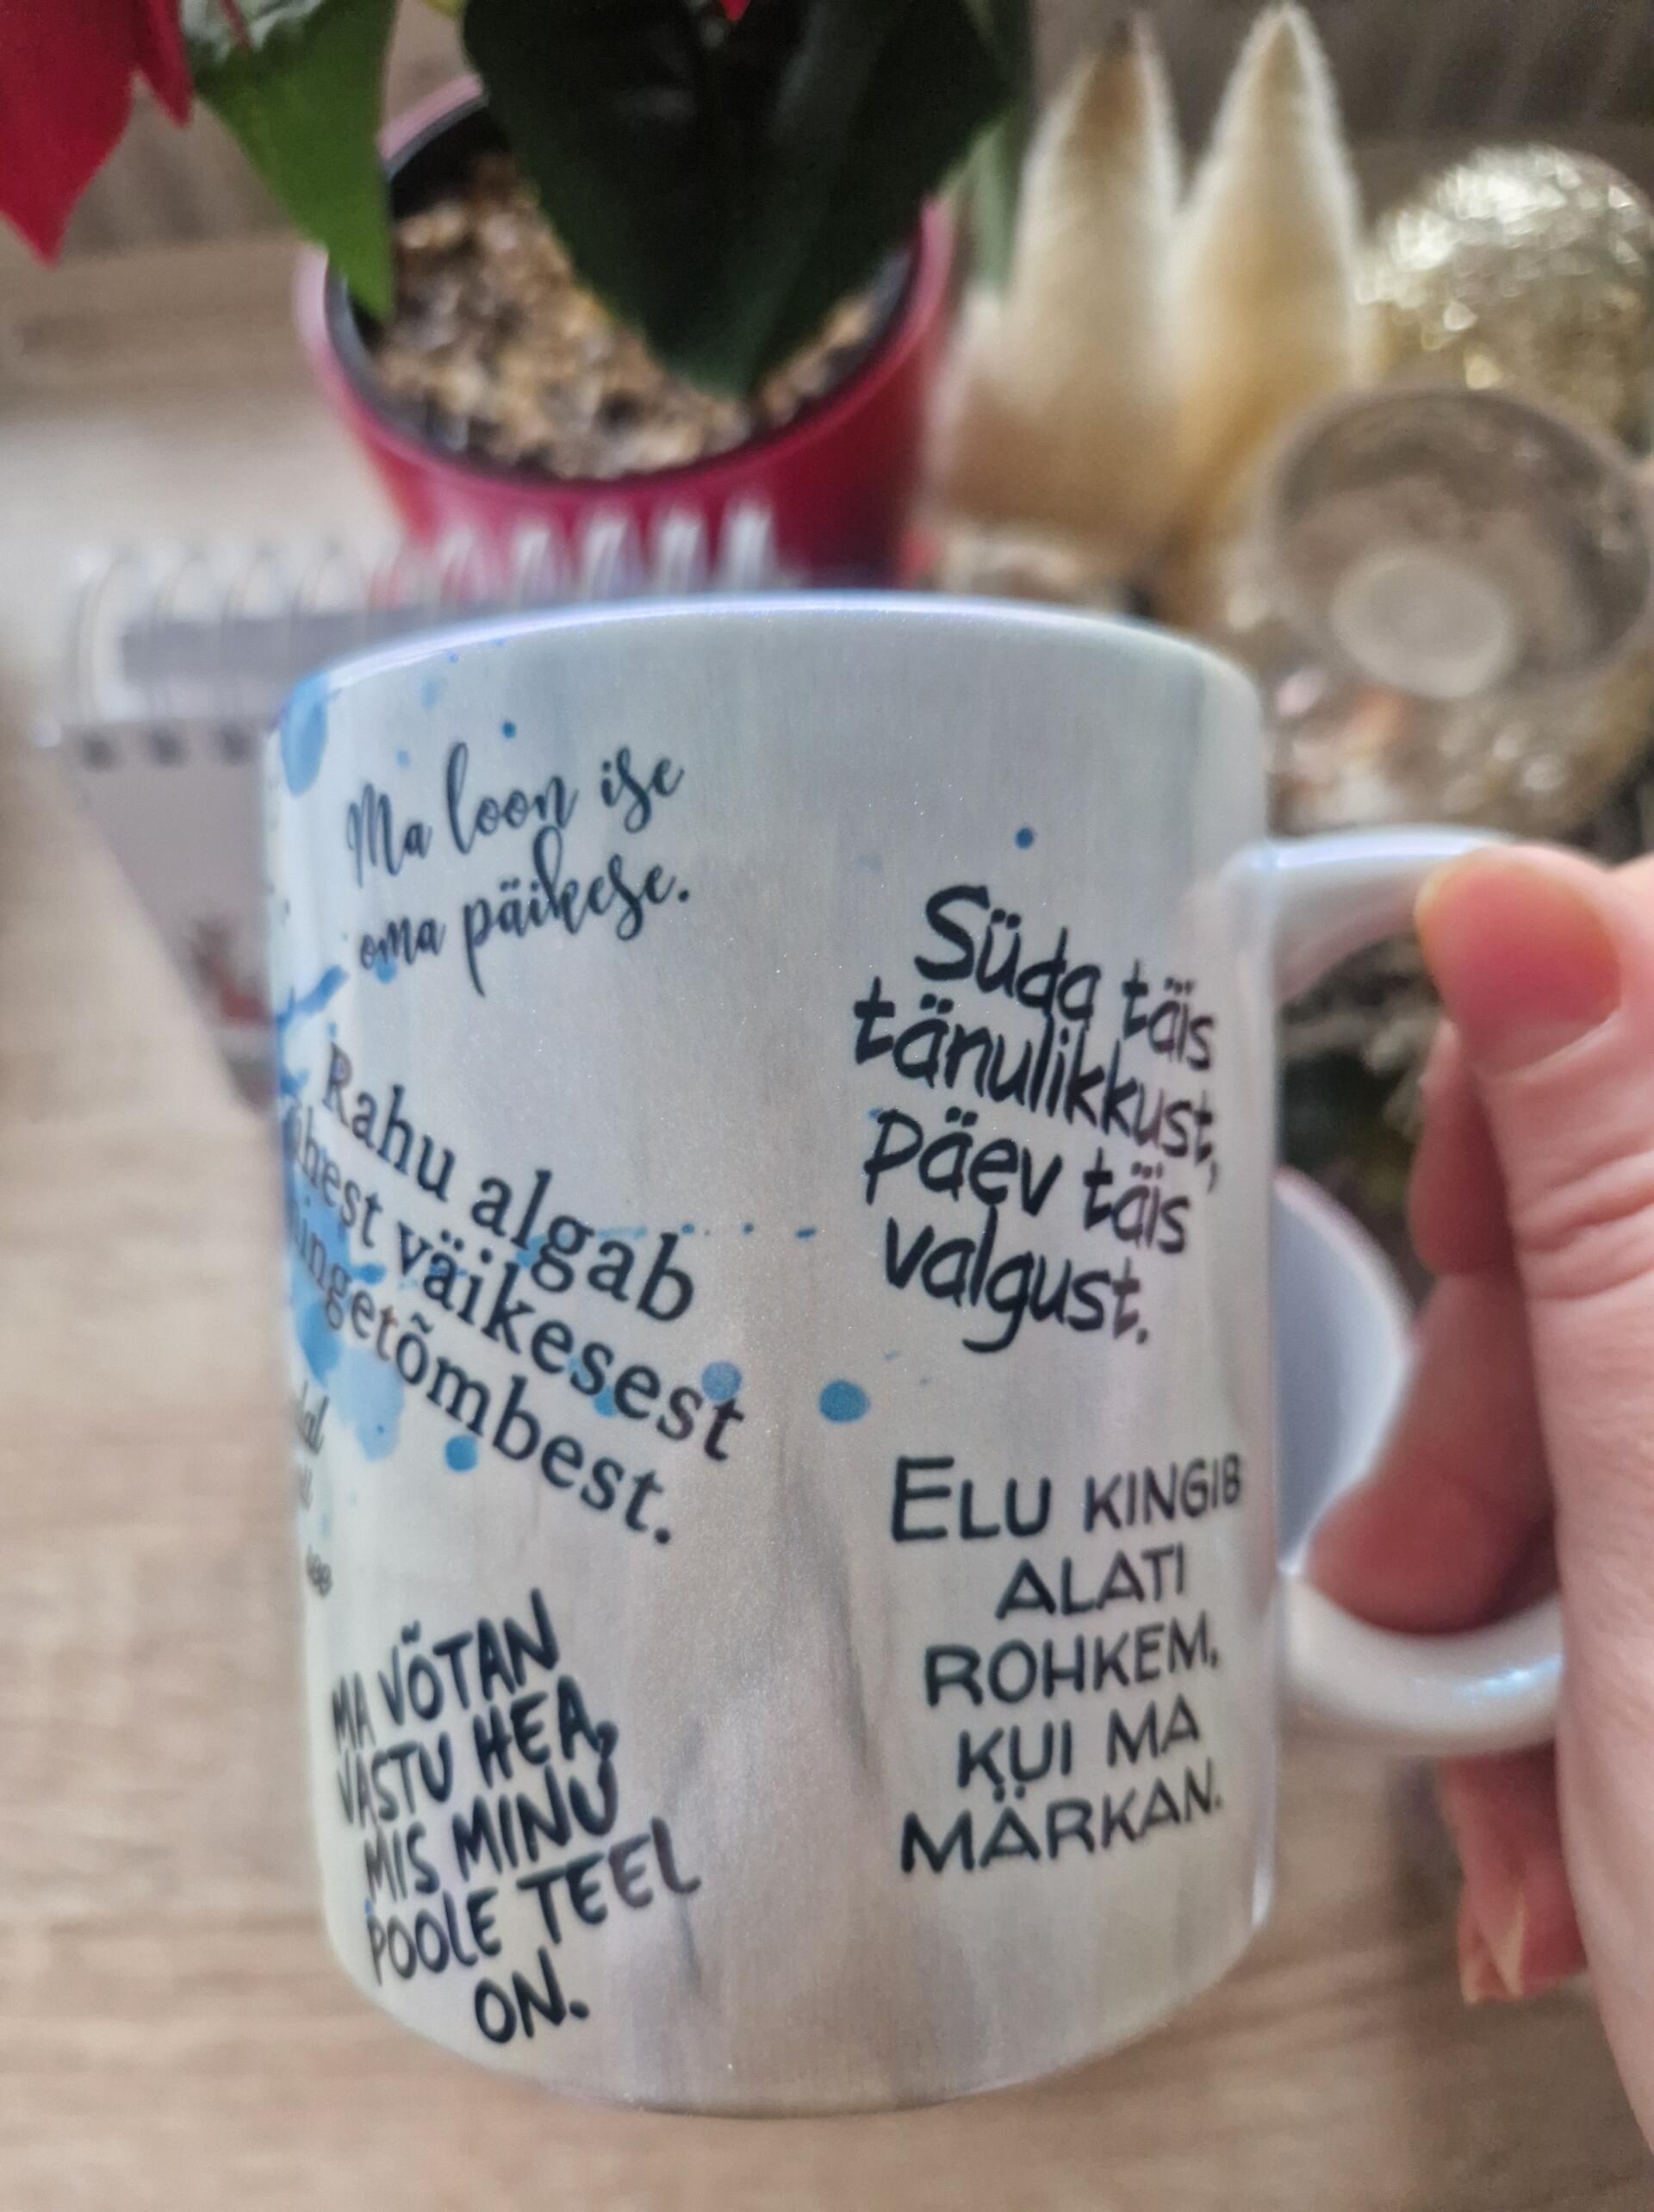 Ma loon ise
oma päikese.
Rahu algab
ühest väikesest
hingetõmbest.
MA VÕTAN
VASTU HEA,
MIS MINU
POOLE TEEL
ON.
Süda täis
tänulikkust,
Päev täis
valgust.
ELU KINGIB
ALATI
ROHKEM,
KUI MA
MÄRKAN.